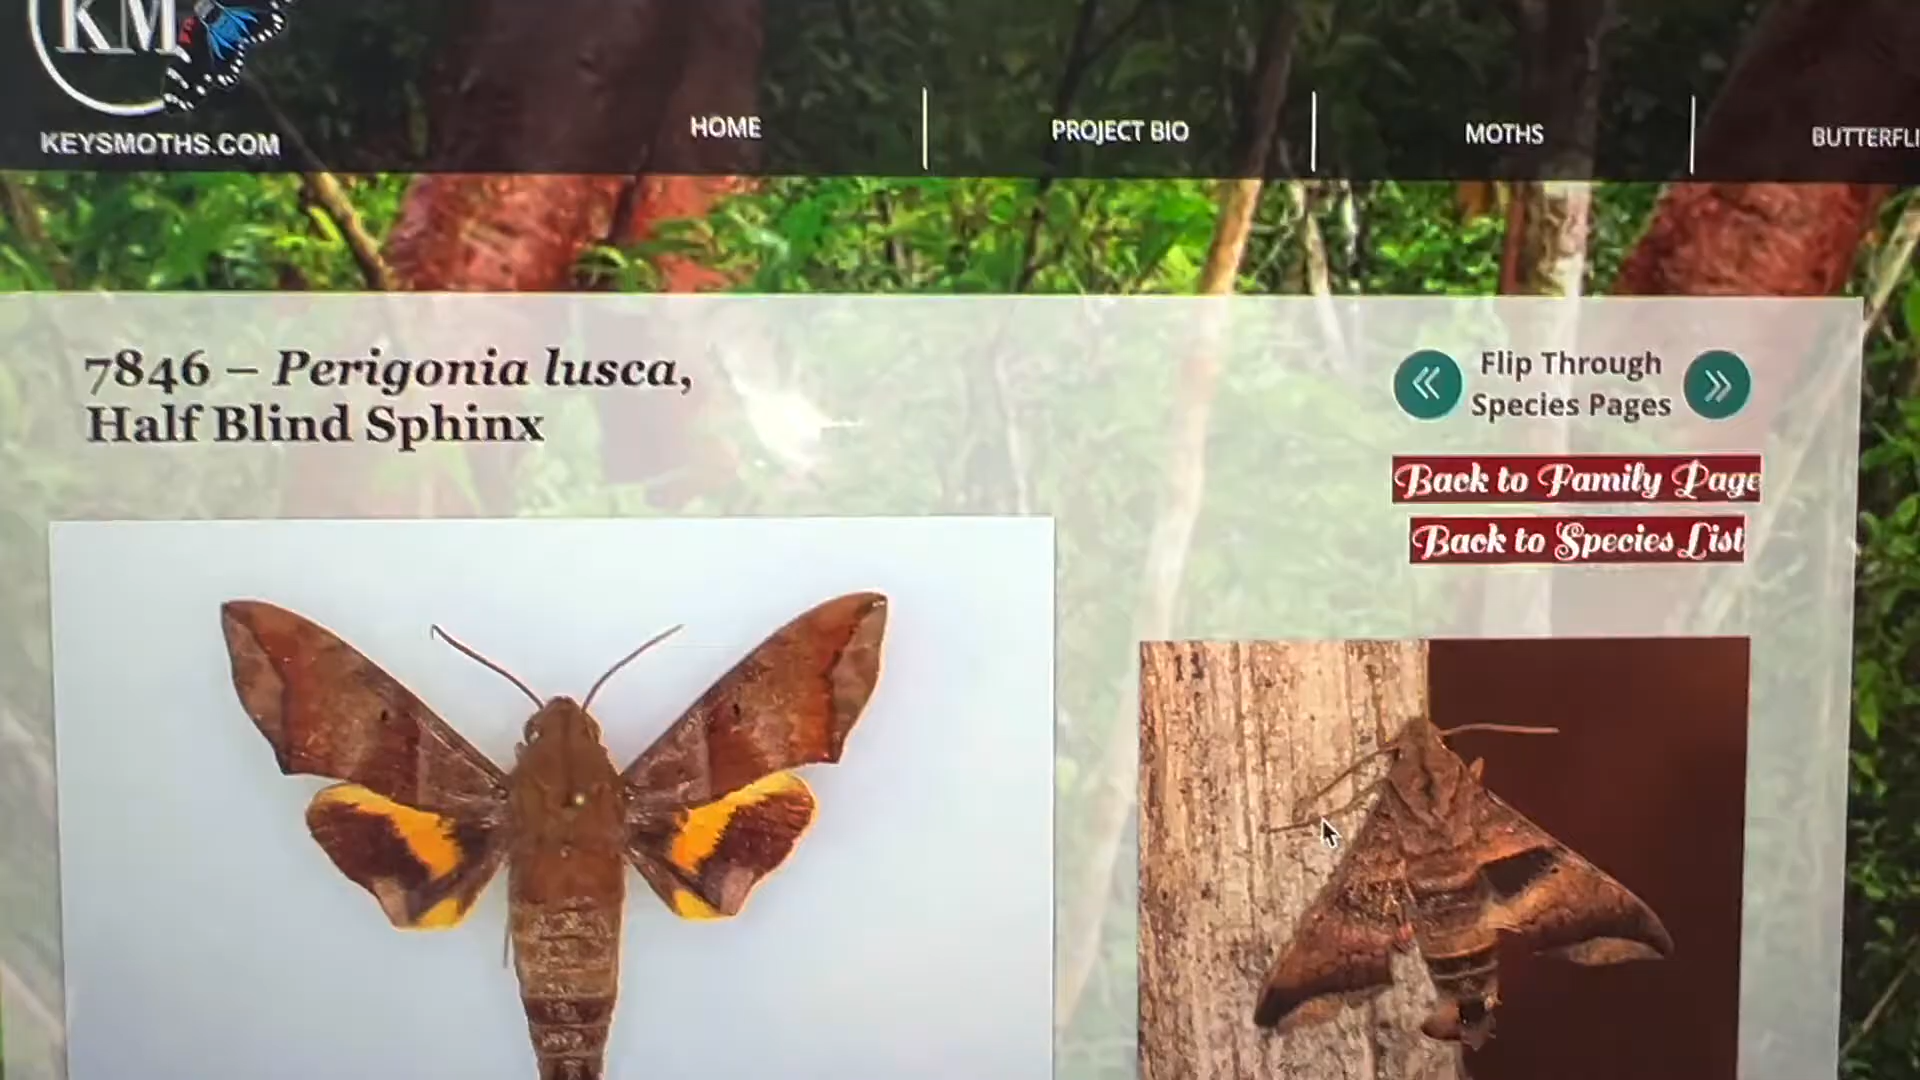 KM
KEYSMOTHS.COM
HOME
PROJECT BIO
MOTHS
BUTTERFLI
7846 – Perigonia lusca,
Half Blind Sphinx
Flip Through
Species Pages
Back to Family Page
Back to Species List